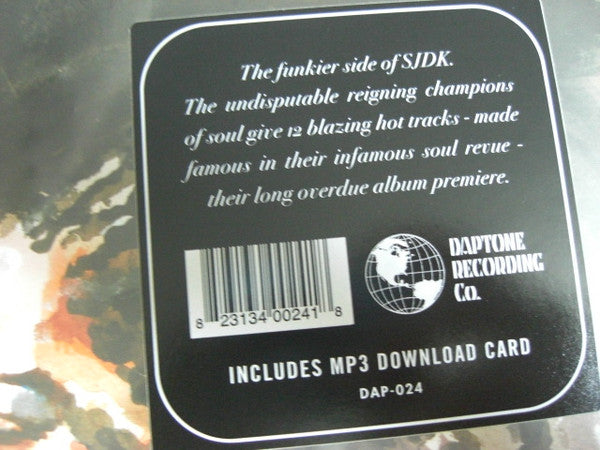 The funkier side of SJDK.
The undisputable reigning champions
of soul give 12 blazing hot tracks - made
famous in their infamous soul revue -
their long overdue album premiere.
DAPTONE
RECORDING
Co.
8 23134 00241 8
INCLUDES MP3 DOWNLOAD CARD
DAP-024